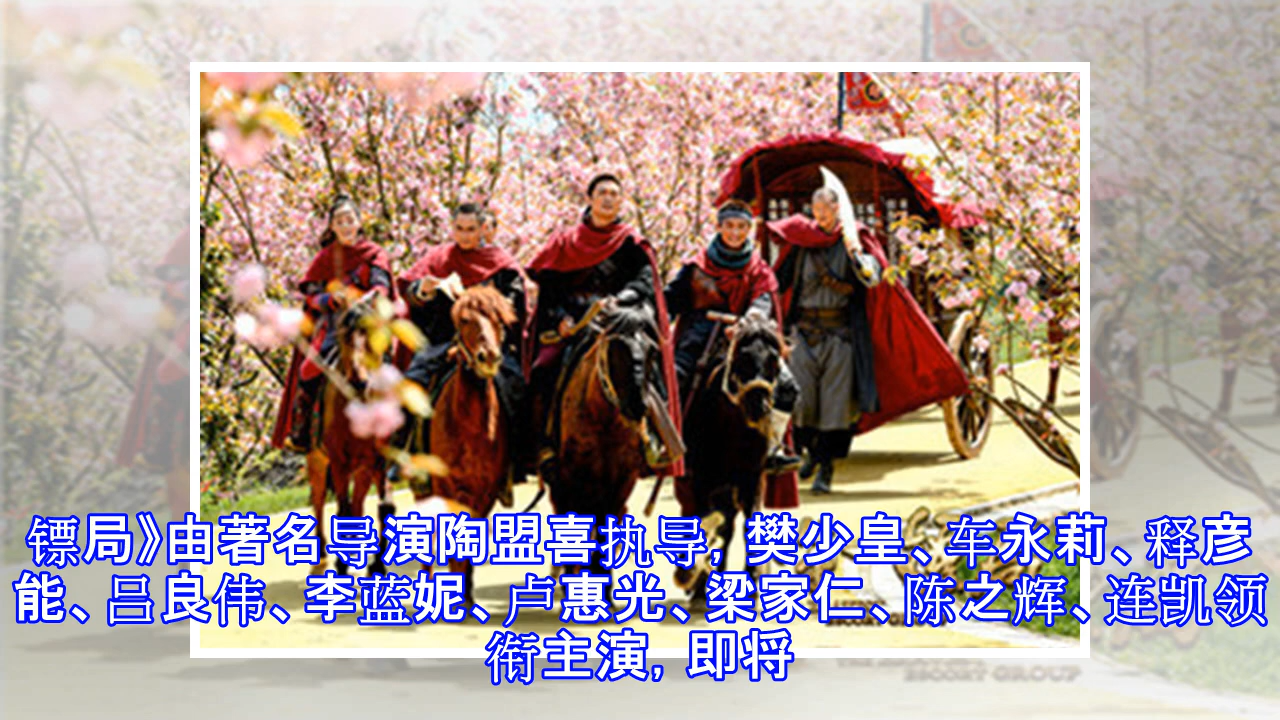 镖局》由著名导演陶盟喜执导, 樊少皇、车永莉、释彦
能、吕良伟、李蓝妮、卢惠光、梁家仁、陈之辉、连凯领
衔主演, 即将
ESCORT GROUP